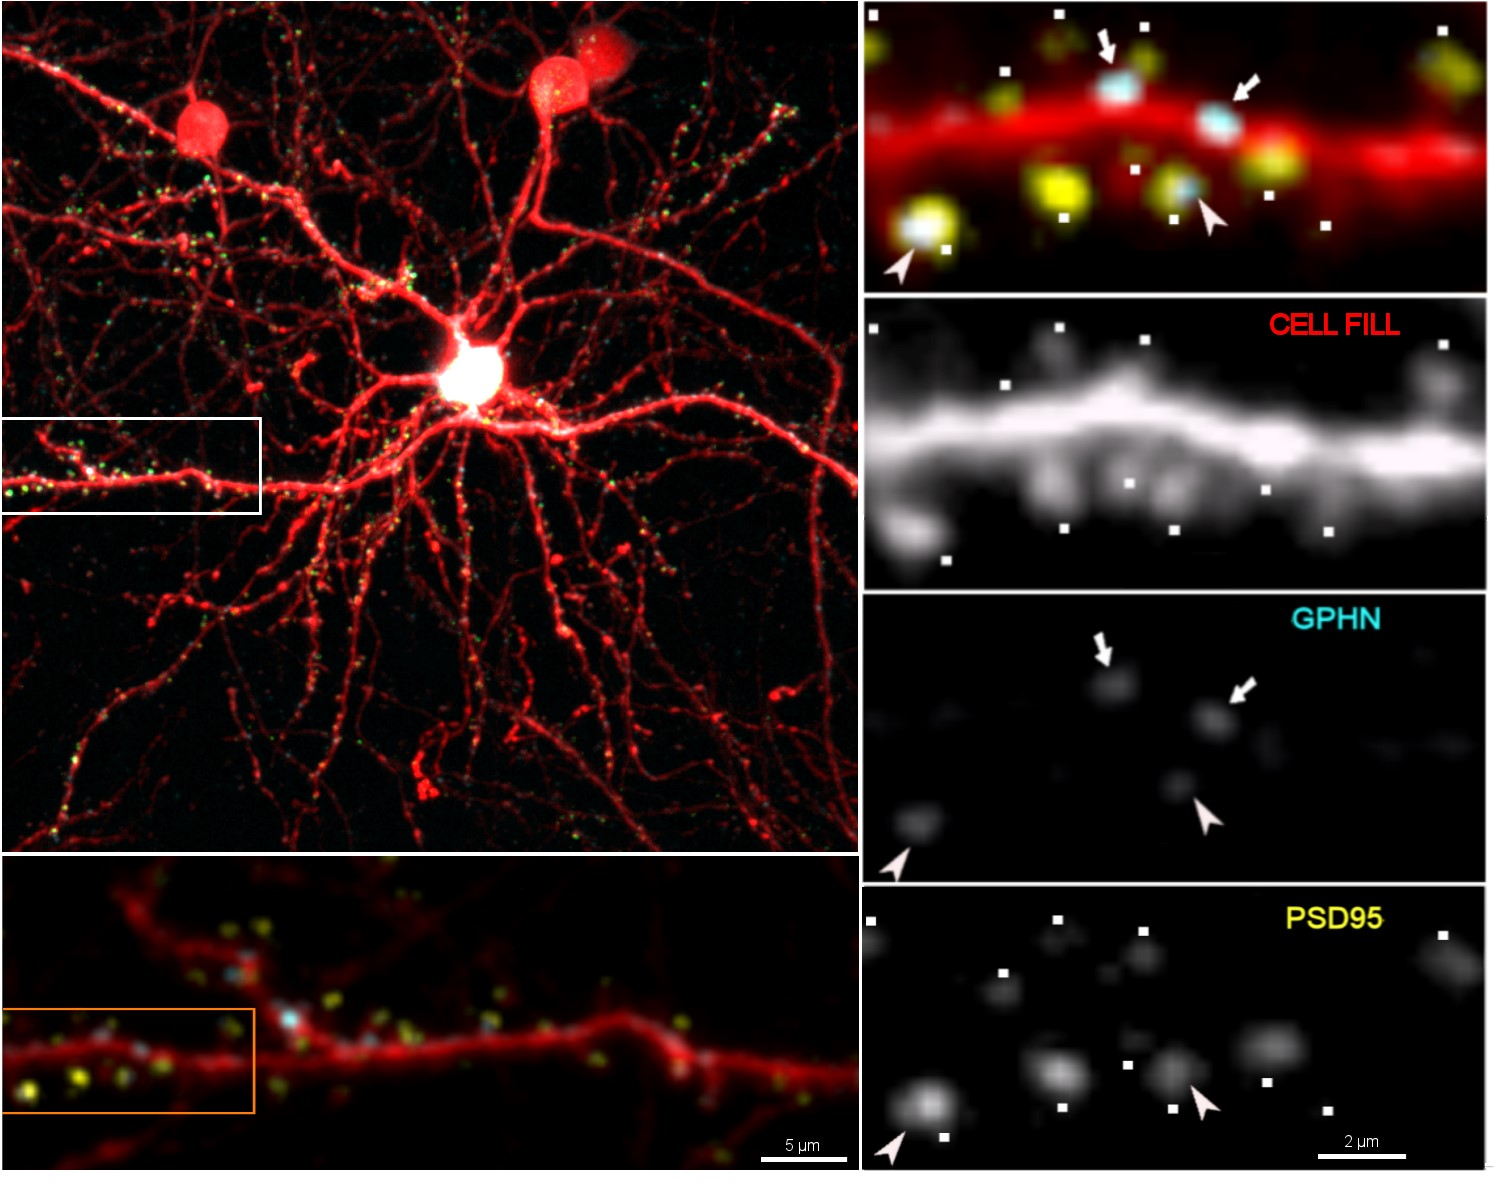 CELL FILL
GPHN
PSD95
5 µm
2 µm